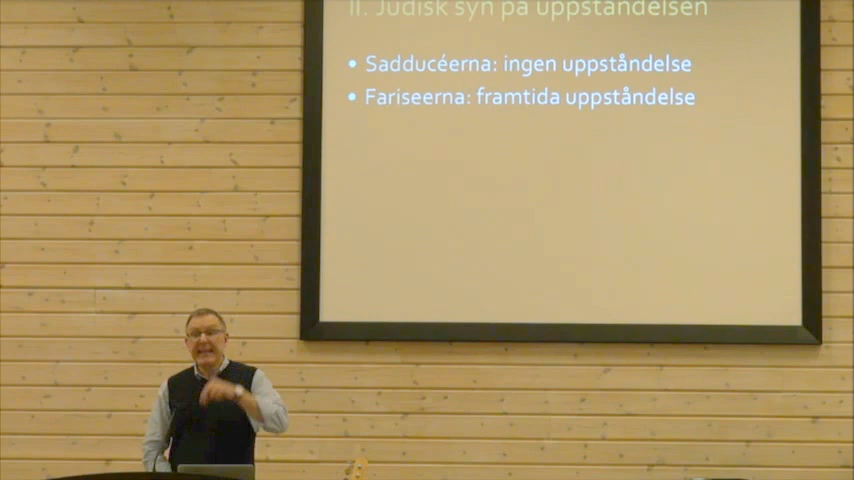 II. Judisk syn på uppståndelsen
• Sadducéerna: ingen uppståndelse
• Fariseerna: framtida uppståndelse